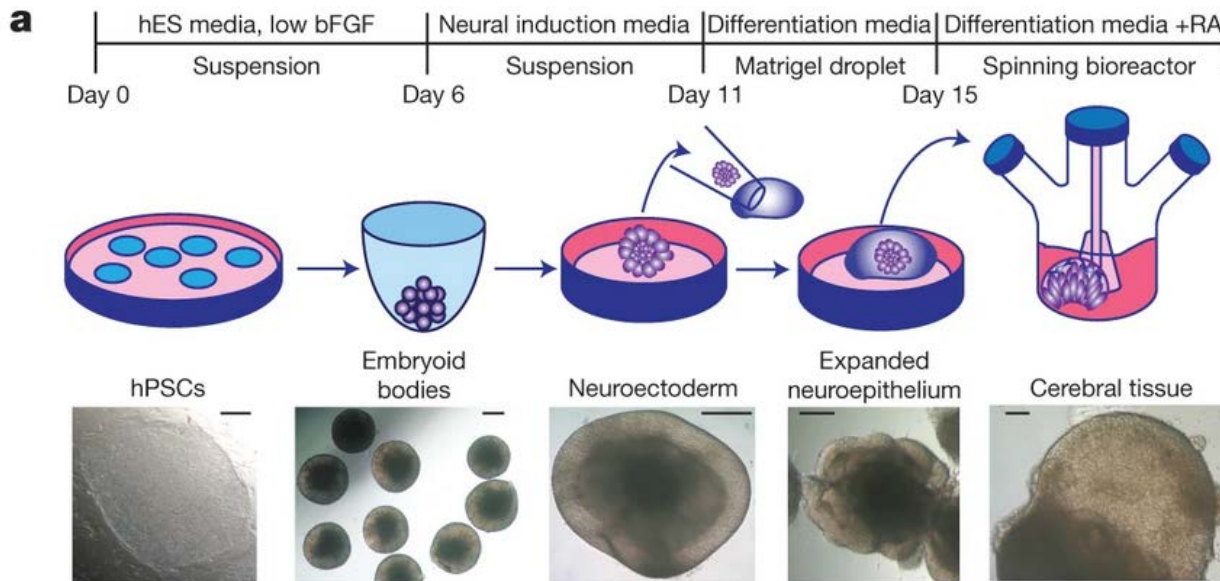 a
hES media, low bFGF
Neural induction media
Differentiation media
Differentiation media +RA
Suspension
Suspension
Matrigel droplet
Spinning bioreactor
Day 0
Day 6
Day 11
Day 15
hPSCs
Embryoid
bodies
Neuroectoderm
Expanded
neuroepithelium
Cerebral tissue